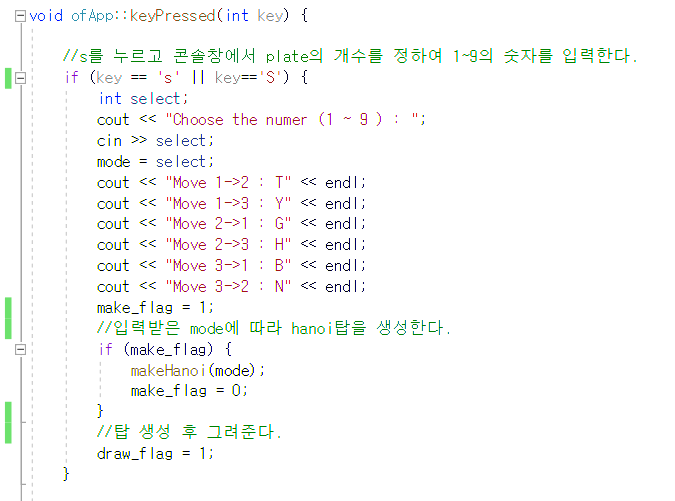 void ofApp::keyPressed(int key) {
//s를 누르고 콘솔창에서 plate의 개수를 정하여 1~9의 숫자를 입력한다.
if (key == 's' || key=='S') {
int select;
cout << "Choose the numer (1 ~ 9 ) : ";
cin >> select;
mode = select;
cout << "Move 1->2 : T" << endl;
cout << "Move 1->3 : Y" << endl;
cout << "Move 2->1 : G" << endl;
cout << "Move 2->3 : H" << endl;
cout << "Move 3->1 : B" << endl;
cout << "Move 3->2 : N" << endl;
make_flag = 1;
//입력받은 mode에 따라 hanoi탑을 생성한다.
if (make_flag) {
makeHanoi(mode);
make_flag = 0;
}
//탑 생성 후 그려준다.
draw_flag = 1;
}